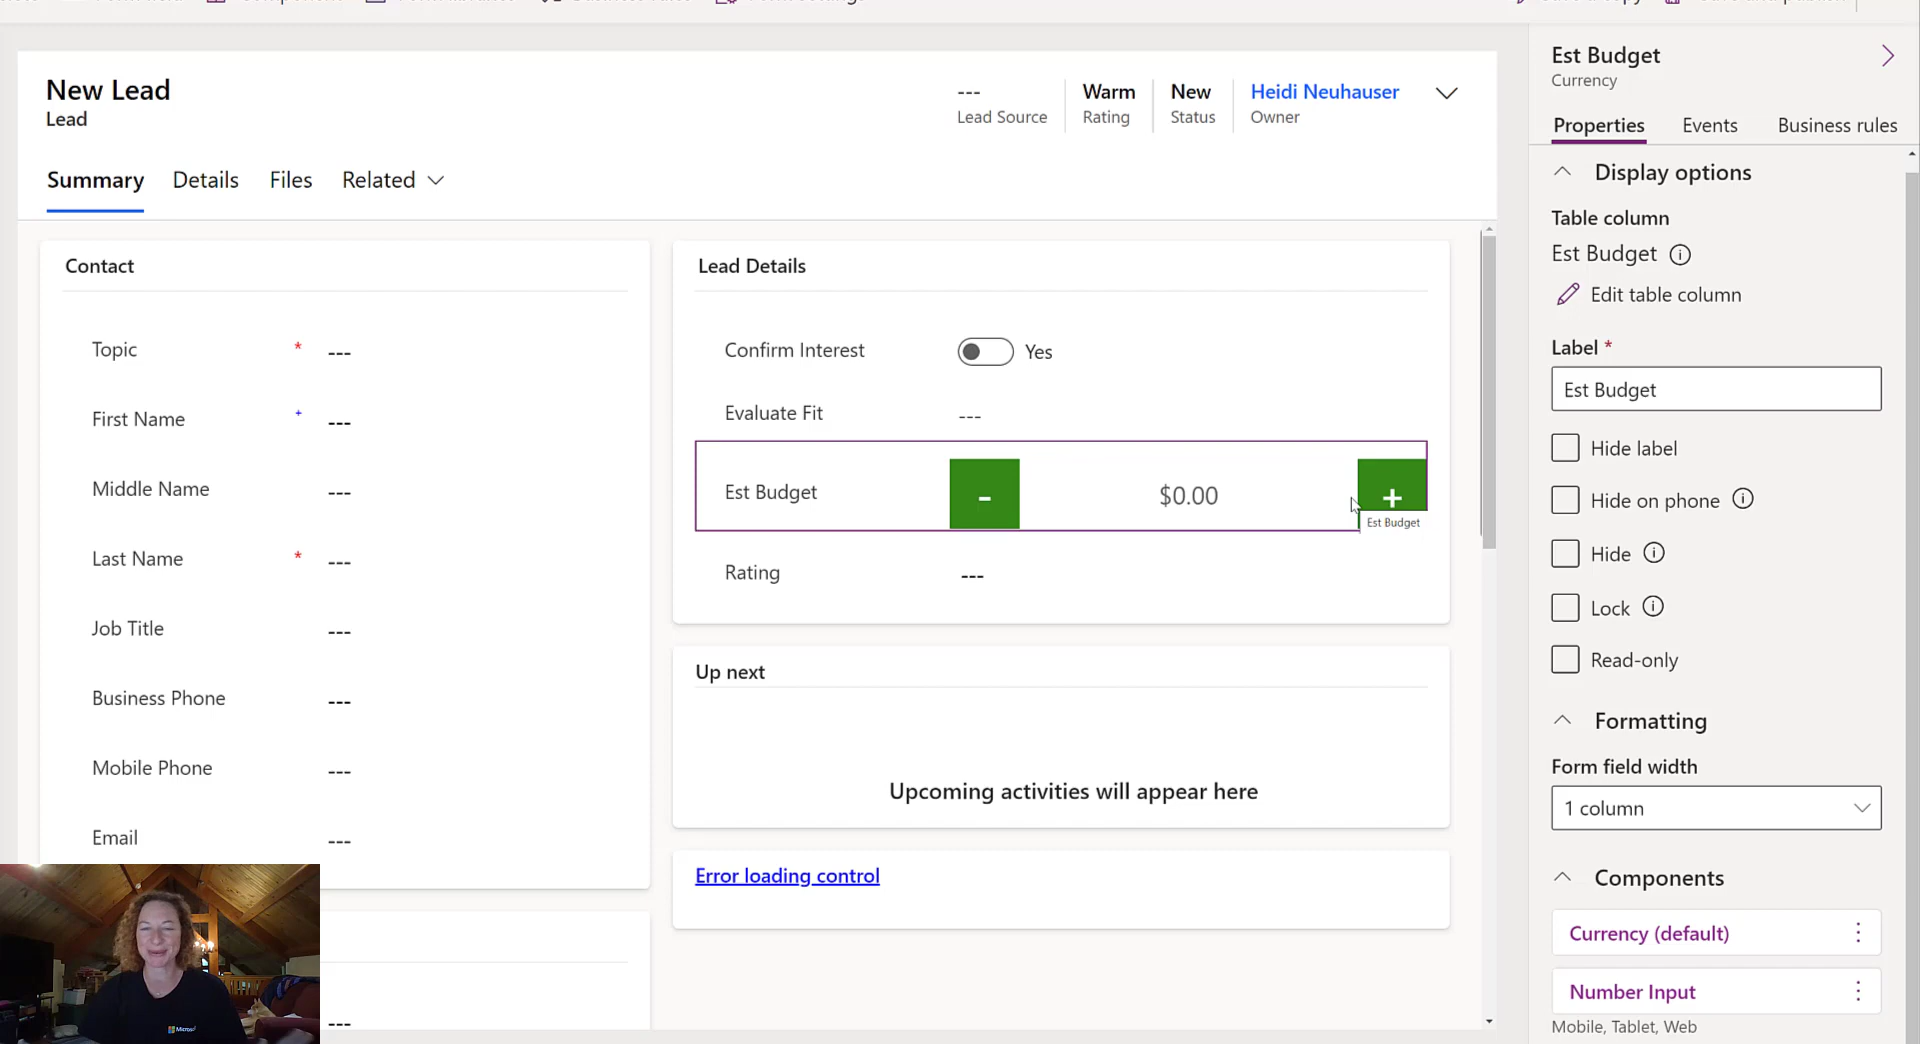 New Lead
Lead
---
Lead Source
Warm
Rating
New
Status
Heidi Neuhauser
Owner
Summary
Details
Files
Related
Contact
Topic * ---
First Name + ---
Middle Name ---
Last Name * ---
Job Title ---
Business Phone ---
Mobile Phone ---
Email ---
---
Lead Details
Confirm Interest Yes
Evaluate Fit ---
Est Budget - $0.00 +
Est Budget
Rating ---
Up next
Upcoming activities will appear here
Error loading control
Est Budget
Currency
Properties
Events
Business rules
Display options
Table column
Est Budget
Edit table column
Label *
Est Budget
Hide label
Hide on phone
Hide
Lock
Read-only
Formatting
Form field width
1 column
Components
Currency (default)
Number Input
Mobile, Tablet, Web